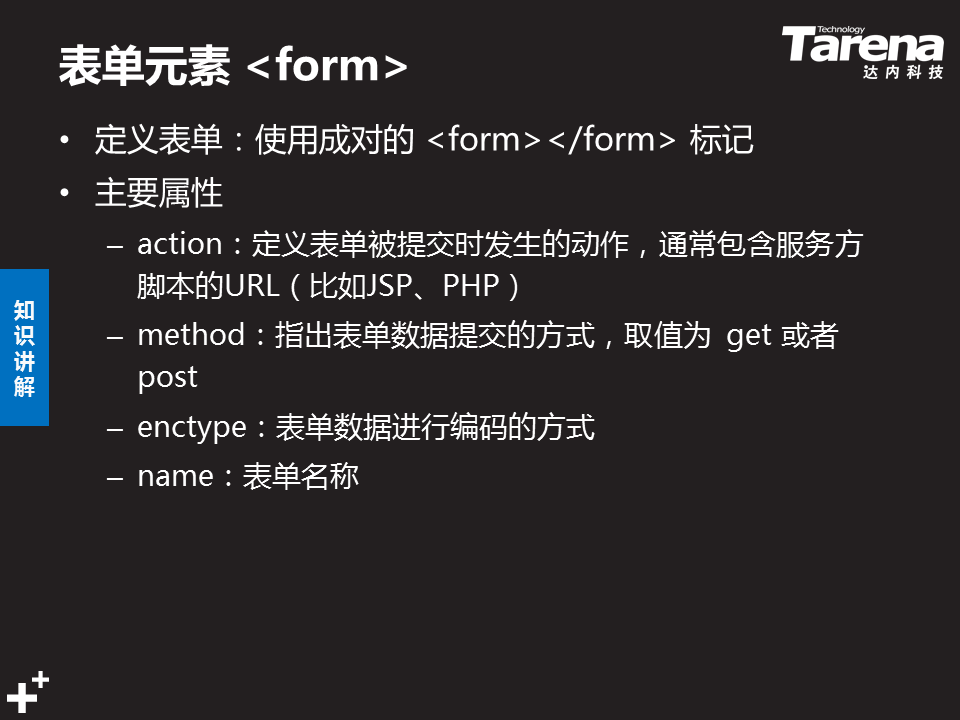 表单元素 <form>
Technology
Tarena
达内科技
• 定义表单：使用成对的 <form></form> 标记
• 主要属性
– action：定义表单被提交时发生的动作，通常包含服务方
脚本的URL（比如JSP、PHP）
– method：指出表单数据提交的方式，取值为 get 或者
post
– enctype：表单数据进行编码的方式
– name：表单名称
知
识
讲
解